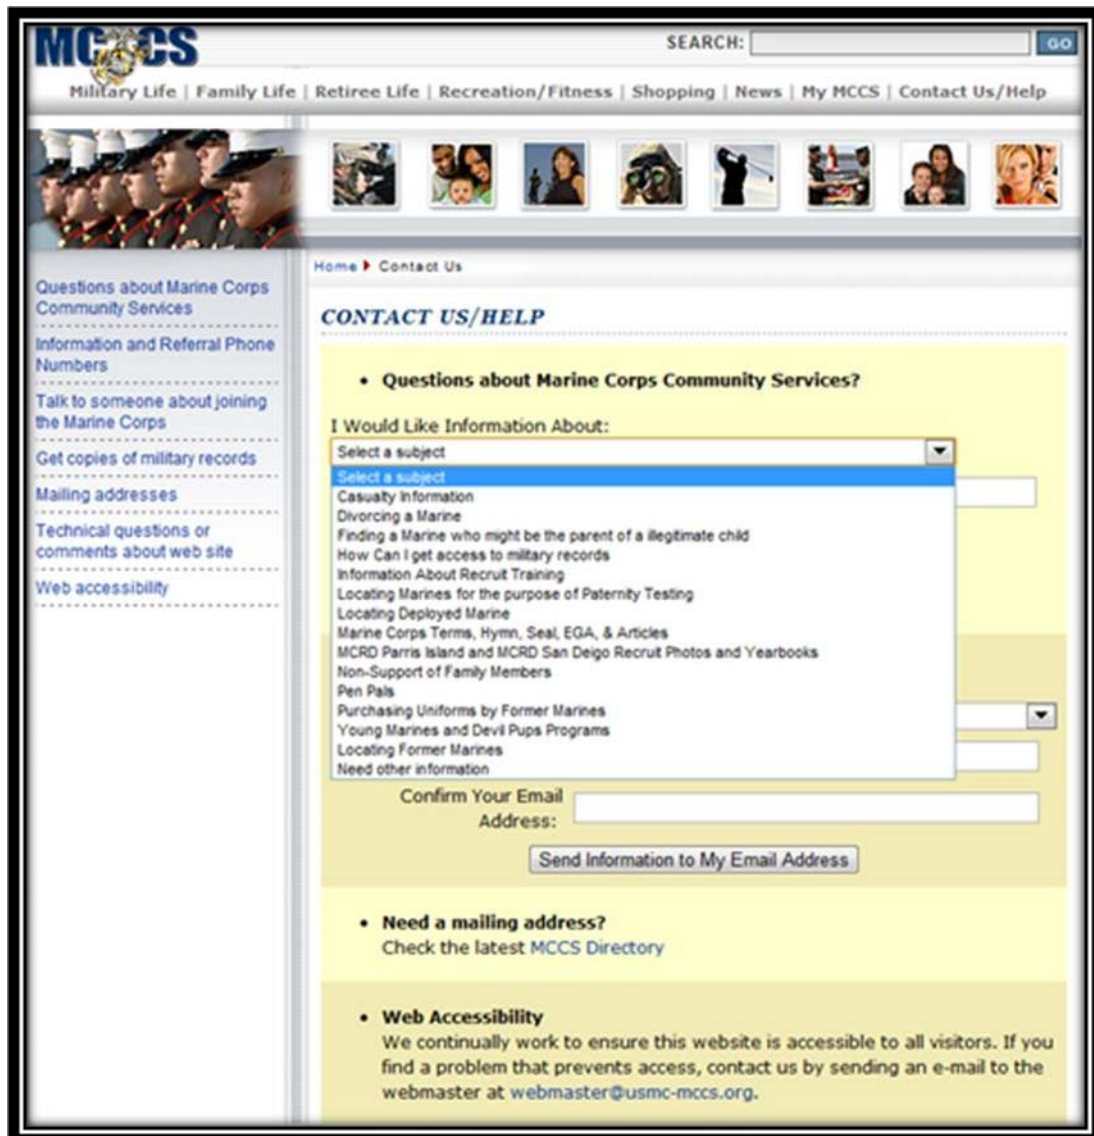 MCCS
SEARCH:
GO
Military Life | Family Life | Retiree Life | Recreation/Fitness | Shopping | News | My MCCS | Contact Us/Help
Home Contact Us
Questions about Marine Corps
Community Services
Information and Referral Phone
Numbers
Talk to someone about joining
the Marine Corps
Get copies of military records
Mailing addresses
Technical questions or
comments about web site
Web accessibility
CONTACT US/HELP
• Questions about Marine Corps Community Services?
I Would Like Information About:
Select a subject
Select a subject
Casualty Information
Divorcing a Marine
Finding a Marine who might be the parent of a illegitimate child
How Can I get access to military records
Information About Recruit Training
Locating Marines for the purpose of Paternity Testing
Locating Deployed Marine
Marine Corps Terms, Hymn, Seal, EGA, & Articles
MCRD Parris Island and MCRD San Deigo Recruit Photos and Yearbooks
Non-Support of Family Members
Pen Pals
Purchasing Uniforms by Former Marines
Young Marines and Devil Pups Programs
Locating Former Marines
Need other information
Confirm Your Email
Address:
Send Information to My Email Address
• Need a mailing address?
Check the latest MCCS Directory
• Web Accessibility
We continually work to ensure this website is accessible to all visitors. If you
find a problem that prevents access, contact us by sending an e-mail to the
webmaster at webmaster@usmc-mccs.org.